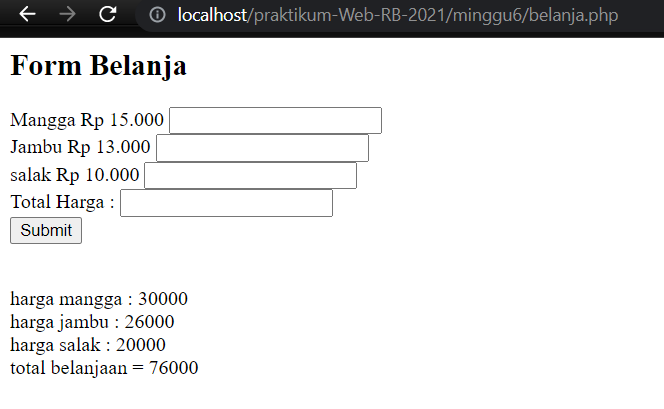 localhost/praktikum-Web-RB-2021/minggu6/belanja.php
Form Belanja
Mangga Rp 15.000
Jambu Rp 13.000
salak Rp 10.000
Total Harga :
Submit
harga mangga : 30000
harga jambu : 26000
harga salak : 20000
total belanjaan = 76000